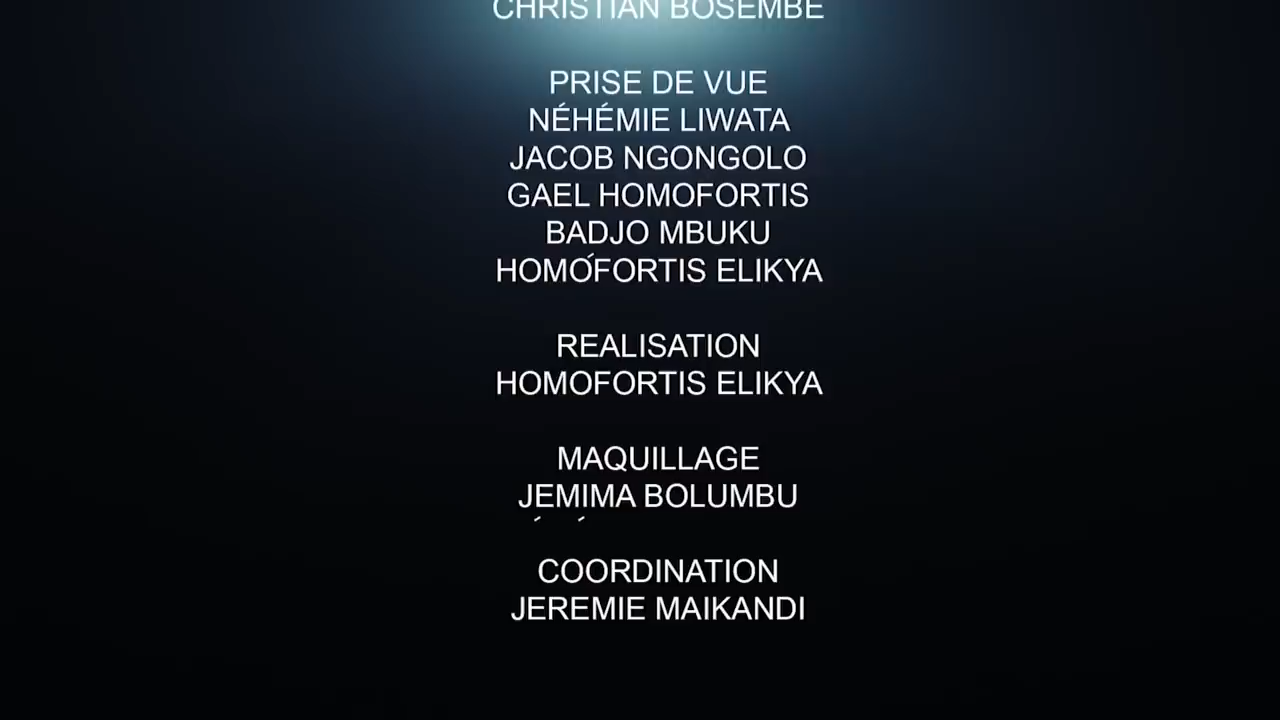 CHRISTIAN BOSEMBE
PRISE DE VUE
NÉHÉMIE LIWATA
JACOB NGONGOLO
GAEL HOMOFORTIS
BADJO MBUKU
HOMOFORTIS ELIKYA
REALISATION
HOMOFORTIS ELIKYA
MAQUILLAGE
JEMIMA BOLUMBU
COORDINATION
JEREMIE MAIKANDI